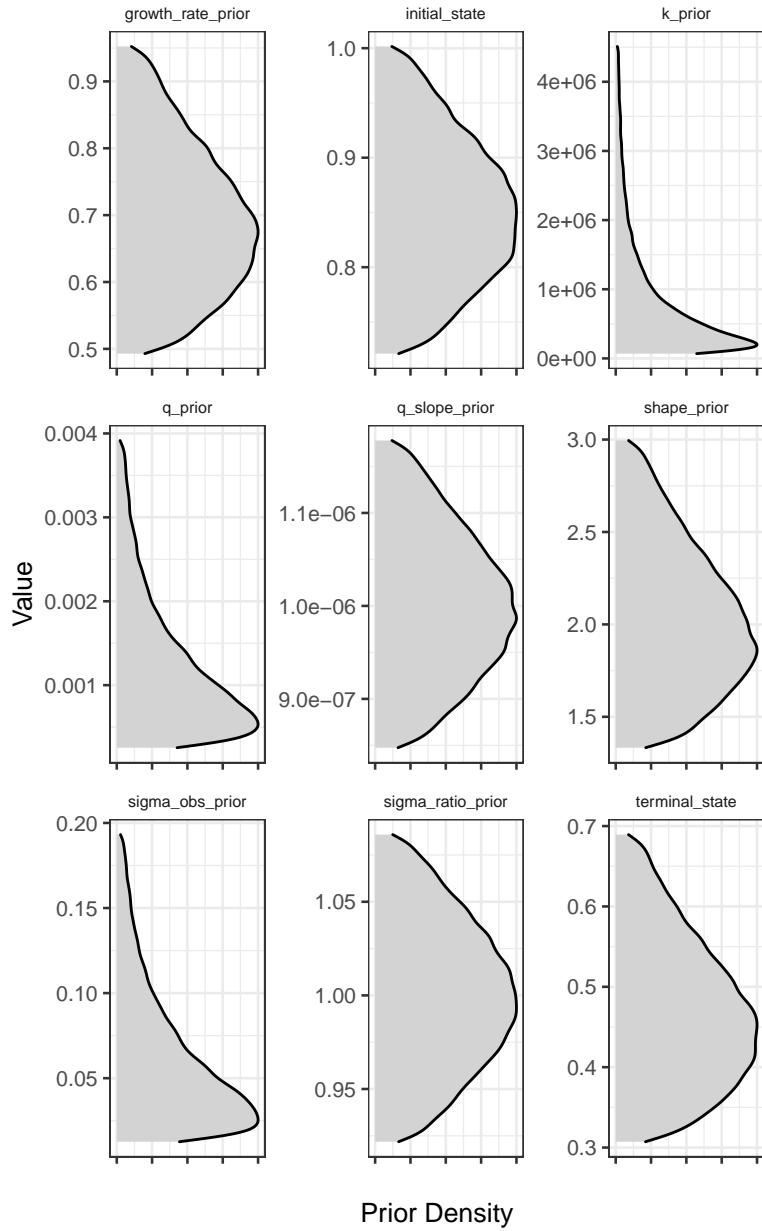 growth_rate_prior
initial_state
k_prior
0.9
0.8
0.7
0.6
0.5
1.0
0.9
0.8
4e+06
3e+06
2e+06
1e+06
0e+00
q_prior
q_slope_prior
shape_prior
0.004
0.003
0.002
0.001
1.1e−06
1.0e−06
9.0e−07
3.0
2.5
2.0
1.5
Value
sigma_obs_prior
sigma_ratio_prior
terminal_state
0.20
0.15
0.10
0.05
1.05
1.00
0.95
0.7
0.6
0.5
0.4
0.3
Prior Density